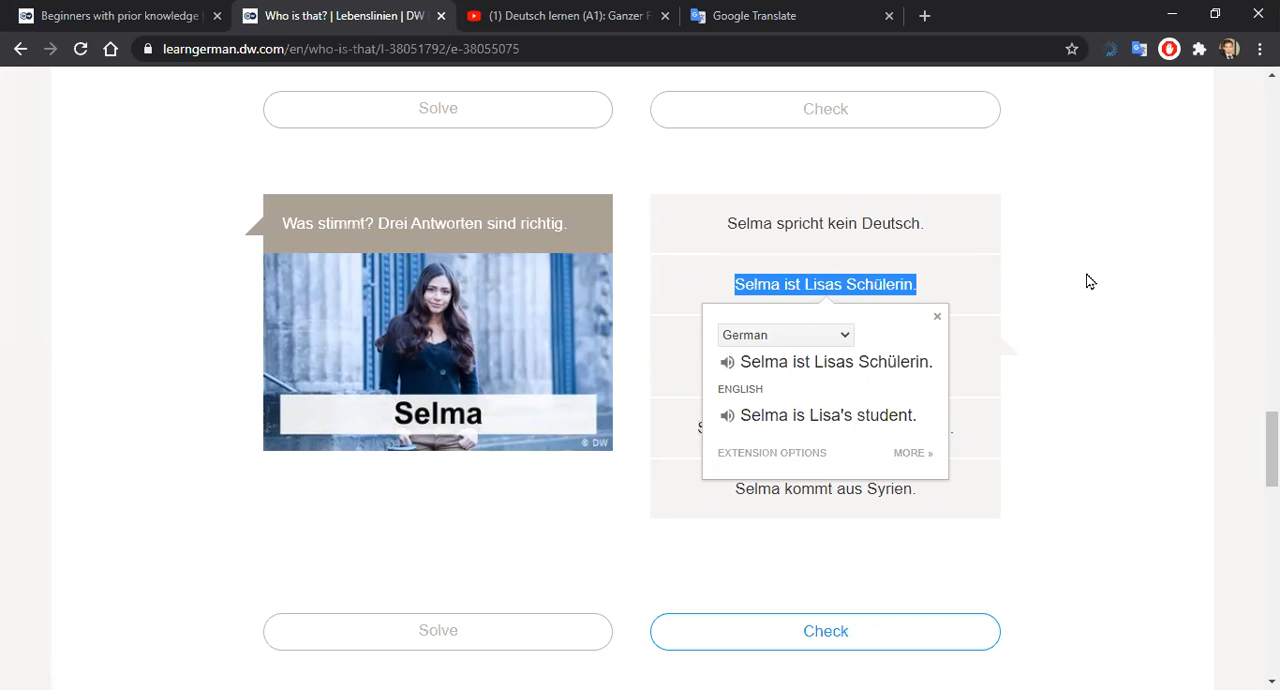 Beginners with prior knowledge
Who is that? | Lebenslinien | DW
(1) Deutsch lernen (A1): Ganzer F
Google Translate
learngerman.dw.com/en/who-is-that/l-38051792/e-38055075
Solve
Check
Was stimmt? Drei Antworten sind richtig.
Selma
© DW
Selma spricht kein Deutsch.
Selma ist Lisas Schülerin.
German
Selma ist Lisas Schülerin.
ENGLISH
Selma is Lisa's student.
EXTENSION OPTIONS
MORE »
Selma kommt aus Syrien.
Solve
Check